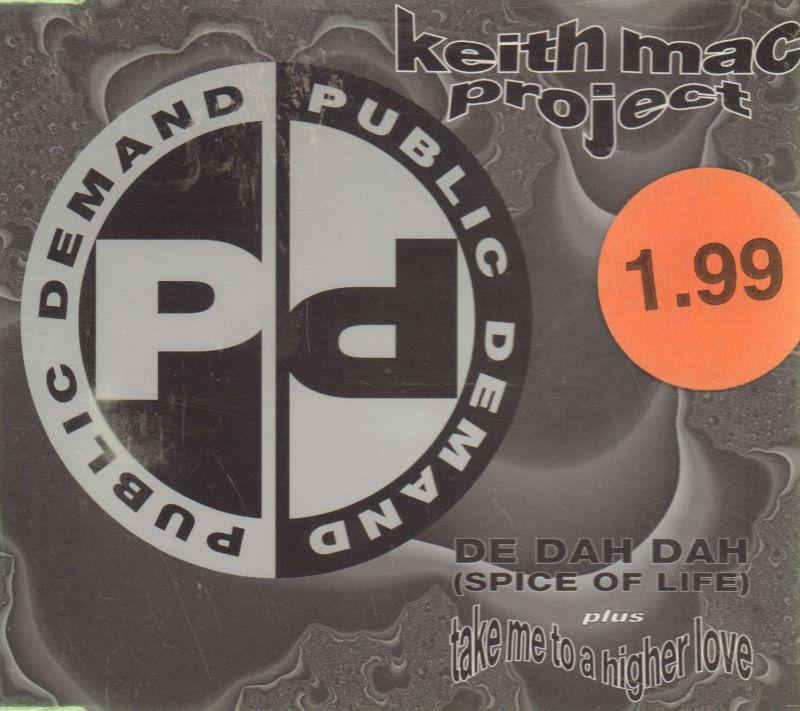 keith mac
project
PUBLIC DEMAND
PUBLIC DEMAND
Pd
1.99
DE DAH DAH
(SPICE OF LIFE)
plus
take me to a higher love